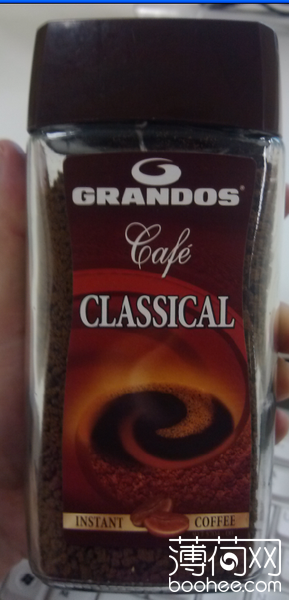 GRANDOS®
Café
CLASSICAL
INSTANT COFFEE
薄荷网
boohee.com